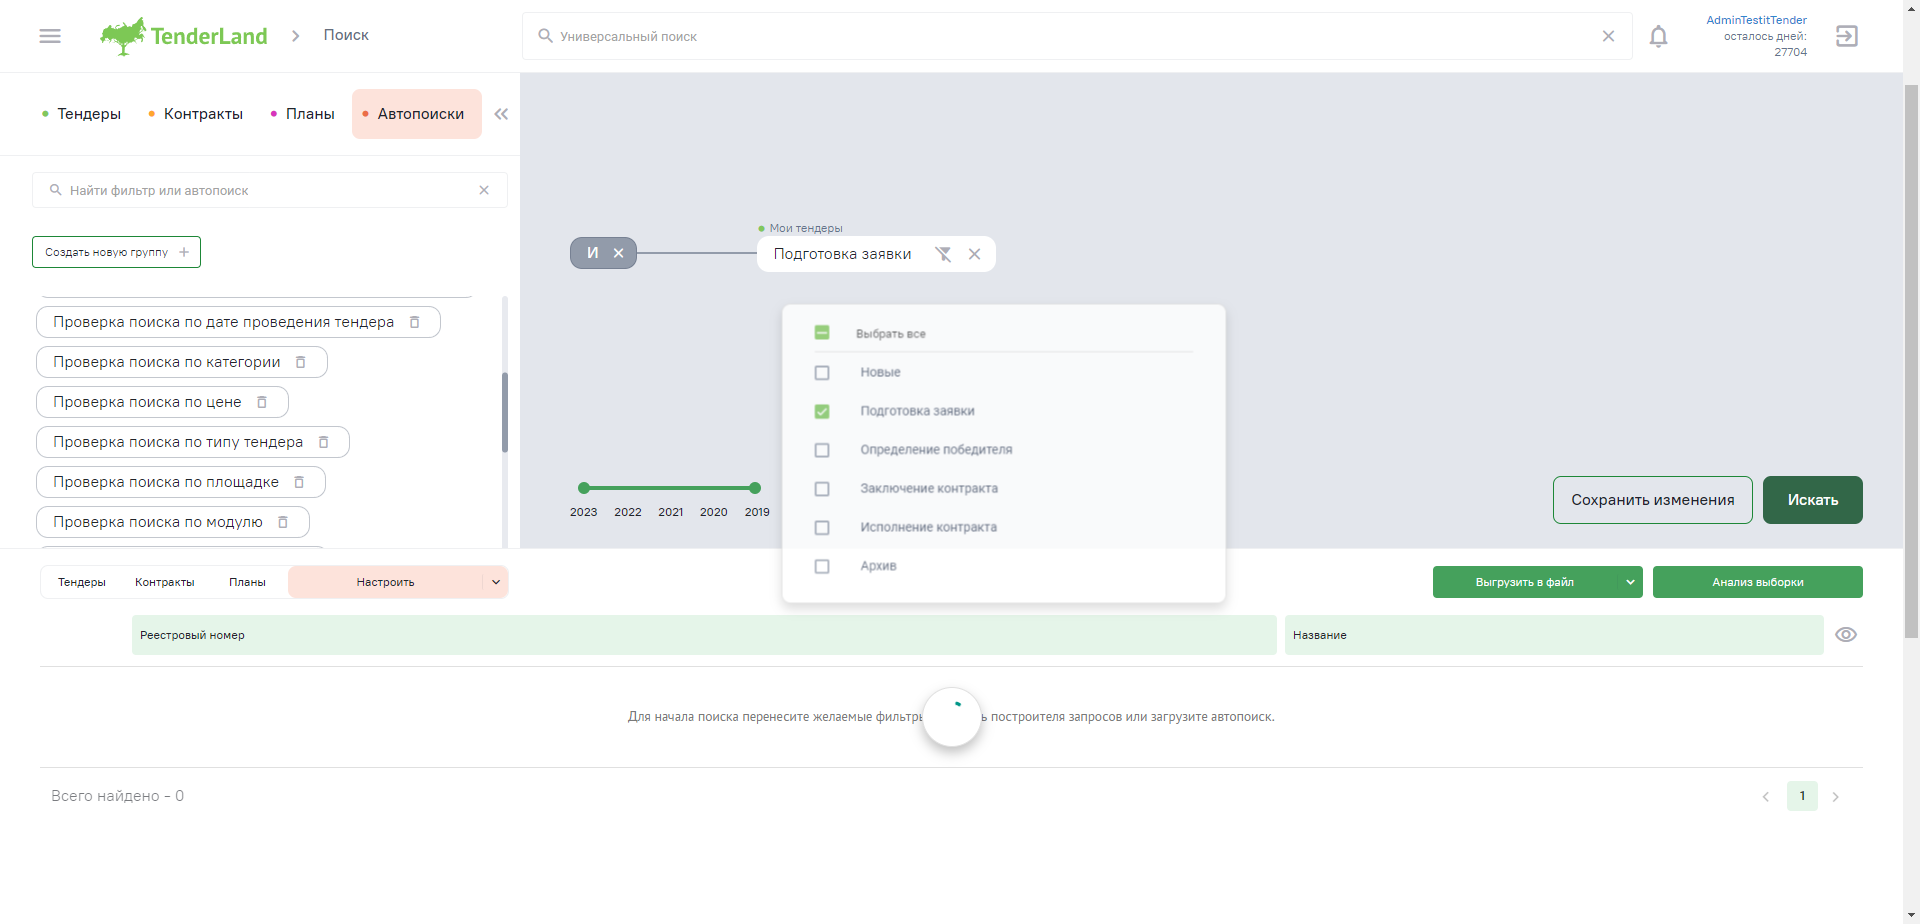 TenderLand
Поиск
Универсальный поиск
AdminTestitTender
осталось дней:
27704
Тендеры
Контракты
Планы
Автопоиски
Найти фильтр или автопоиск
Создать новую группу
Проверка поиска по дате проведения тендера
Проверка поиска по категории
Проверка поиска по цене
Проверка поиска по типу тендера
Проверка поиска по площадке
Проверка поиска по модулю
И
Мои тендеры
Подготовка заявки
Выбрать все
Новые
Подготовка заявки
Определение победителя
Заключение контракта
Исполнение контракта
Архив
2023 2022 2021 2020 2019
Сохранить изменения
Искать
Тендеры
Контракты
Планы
Настроить
Выгрузить в файл
Анализ выборки
Реестровый номер
Название
Для начала поиска перенесите желаемые построителя запросов или загрузите автопоиск.
Всего найдено - 0
1